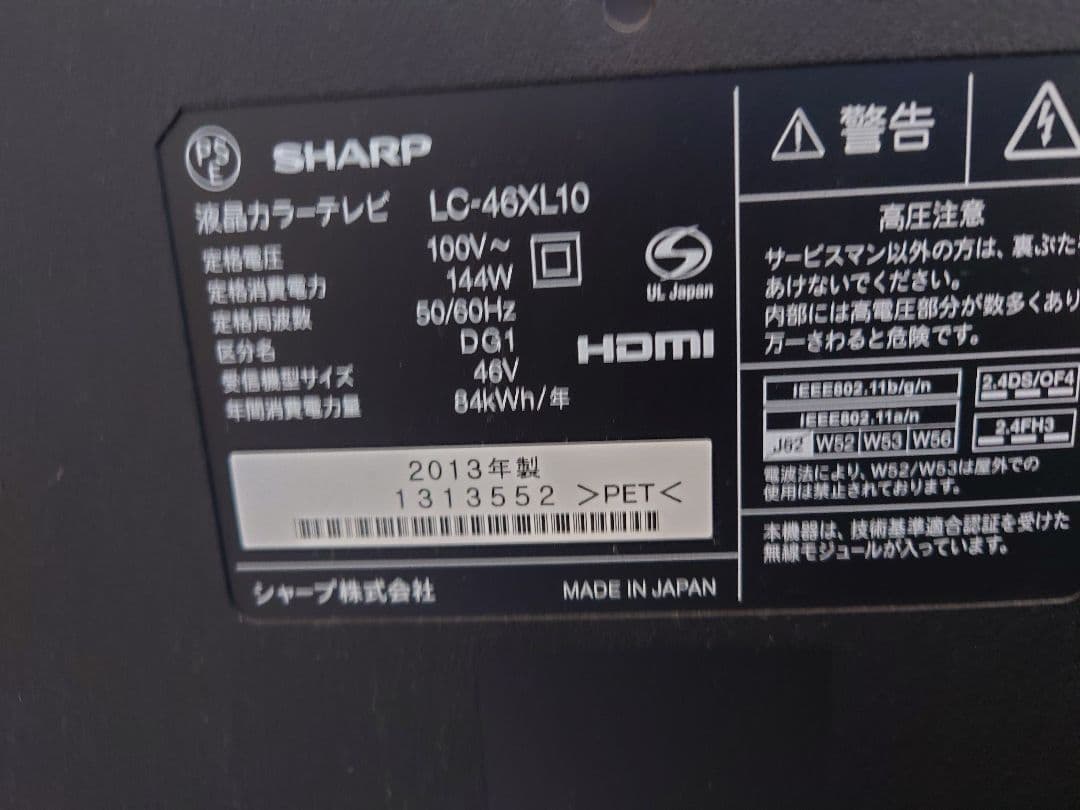 PSE SHARP
液晶カラーテレビ LC-46XL10
定格電圧 100V～
定格消費電力 144W
定格周波数 50/60Hz
区分名 DG1
受信機型サイズ 46V
年間消費電力量 84kWh/年
UL Japan
HDMI
2013年製
1313552 >PET<
シャープ株式会社 MADE IN JAPAN
警告
高圧注意
サービスマン以外の方は、裏ぶた
あけないでください。
内部には高電圧部分が数多くあり
万一さわると危険です。
IEEE802.11b/g/n
IEEE802.11a/n
J52 W52 W53 W56
2.4DS/OF4
2.4FH3
電波法により、W52/W53は屋外での
使用は禁止されております。
本機器は、技術基準適合認証を受けた
無線モジュールが入っています。